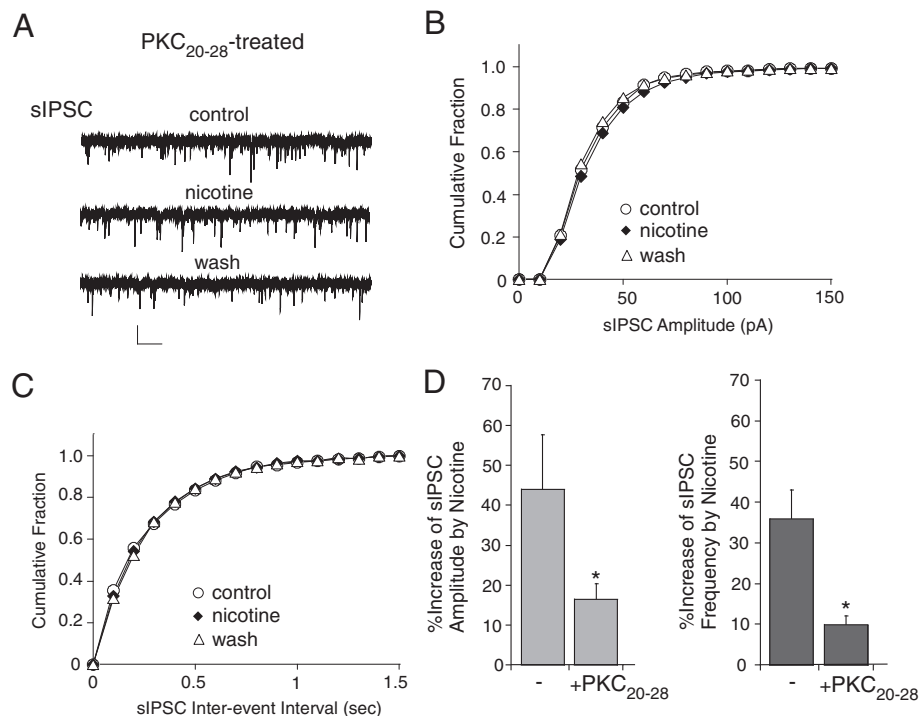 A
PKC20-28-treated
sIPSC
control
nicotine
wash
B
Cumulative Fraction
1.0
0.8
0.6
0.4
0.2
0
0
50
100
150
control
nicotine
wash
sIPSC Amplitude (pA)
C
Cumulative Fraction
1.0
0.8
0.6
0.4
0.2
0
0
0.5
1
1.5
control
nicotine
wash
sIPSC Inter-event Interval (sec)
D
%Increase of sIPSC
Amplitude by Nicotine
70
60
50
40
30
20
10
0
*
-
+PKC20-28
%Increase of sIPSC
Frequency by Nicotine
70
60
50
40
30
20
10
0
*
-
+PKC20-28